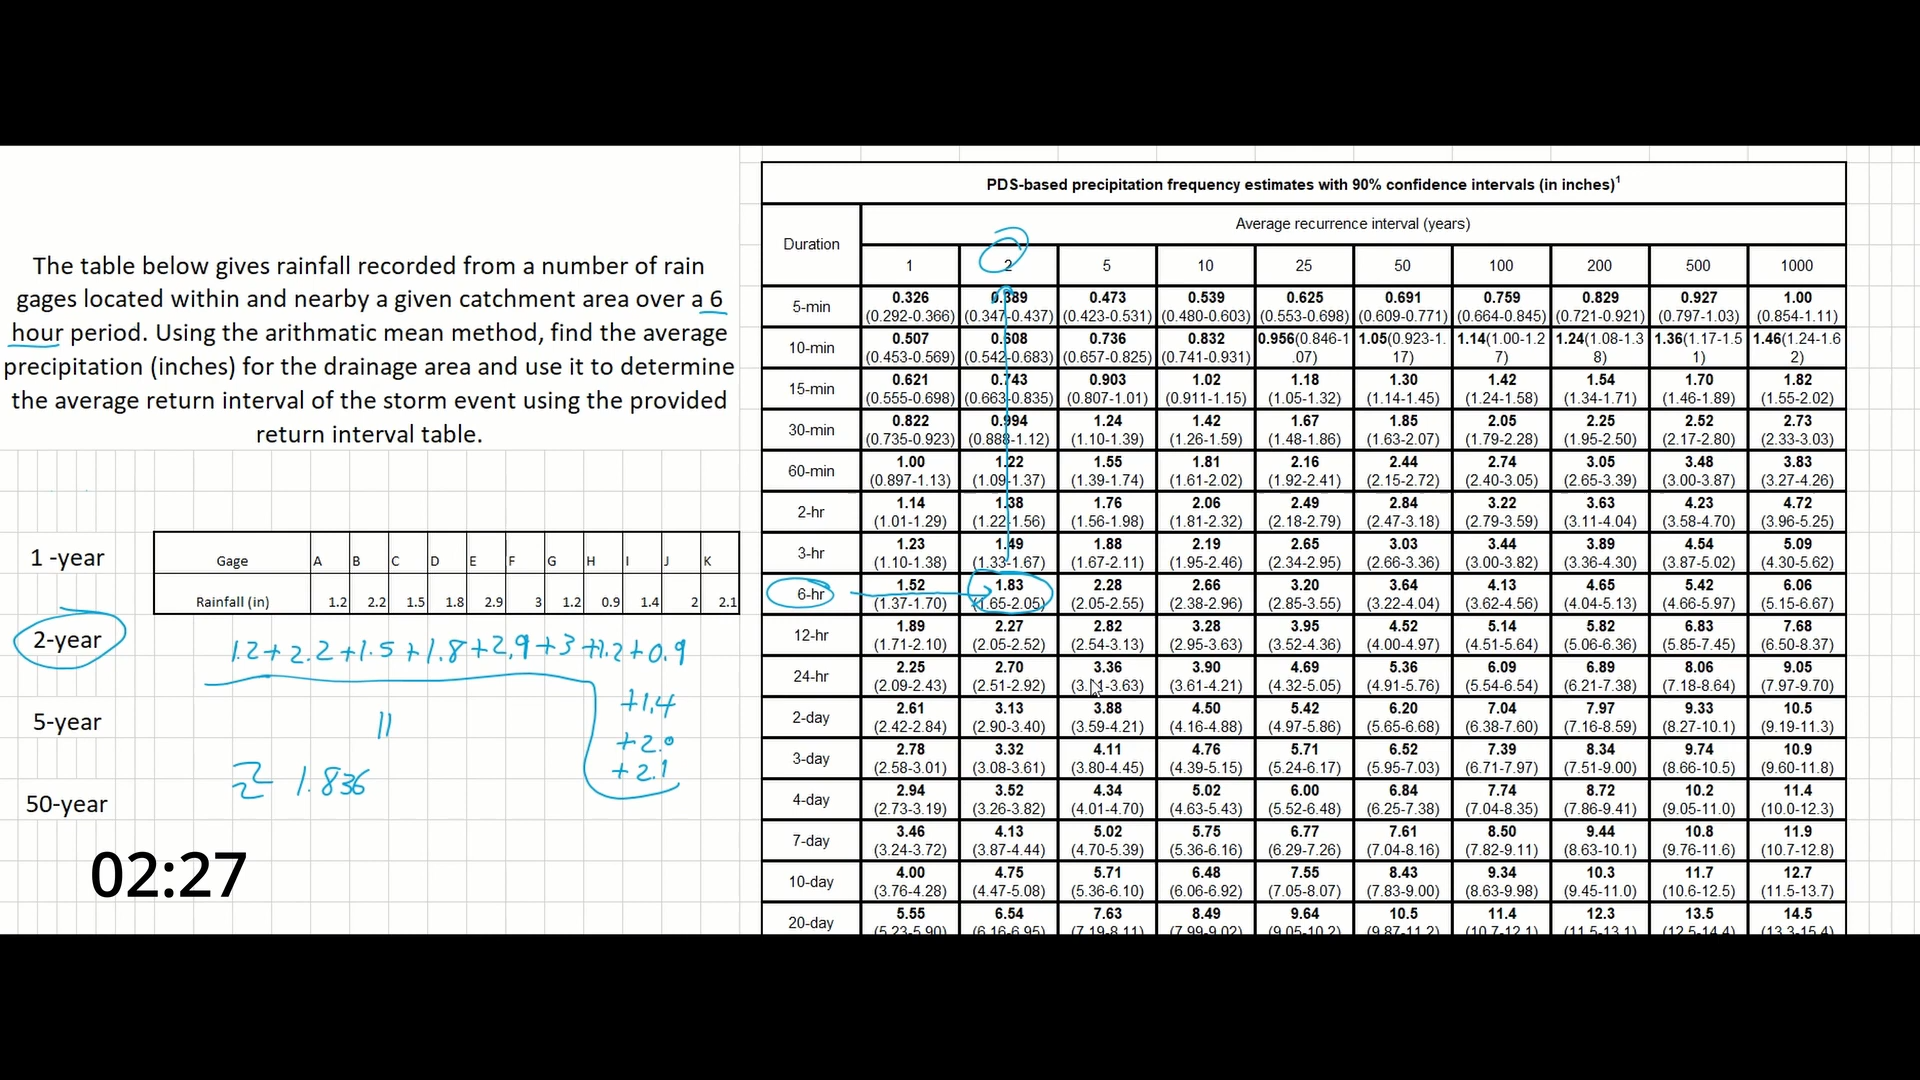 The table below gives rainfall recorded from a number of rain
gages located within and nearby a given catchment area over a 6
hour period. Using the arithmatic mean method, find the average
precipitation (inches) for the drainage area and use it to determine
the average return interval of the storm event using the provided
return interval table.
1 -year
2-year
5-year
50-year
Gage A B C D E F G H I J K
Rainfall (in) 1.2 2.2 1.5 1.8 2.9 3 1.2 0.9 1.4 2 2.1
1.2+2.2+1.5+1.8+2.9+3+1.2+0.9
+1.4
+2.0
+2.1
11
≈ 1.836
02:27
PDS-based precipitation frequency estimates with 90% confidence intervals (in inches)1
Duration
Average recurrence interval (years)
1 2 5 10 25 50 100 200 500 1000
5-min 0.326 0.389 0.473 0.539 0.625 0.691 0.759 0.829 0.927 1.00
(0.292-0.366) (0.347-0.437) (0.423-0.531) (0.480-0.603) (0.553-0.698) (0.609-0.771) (0.664-0.845) (0.721-0.921) (0.797-1.03) (0.854-1.11)
10-min 0.507 0.608 0.736 0.832 0.956(0.846-1 1.05(0.923-1. 1.14(1.00-1.2 1.24(1.08-1.3 1.36(1.17-1.5 1.46(1.24-1.6
(0.453-0.569) (0.542-0.683) (0.657-0.825) (0.741-0.931) .07) 17) 7) 8) 1) 2)
15-min 0.621 0.743 0.903 1.02 1.18 1.30 1.42 1.54 1.70 1.82
(0.555-0.698) (0.663-0.835) (0.807-1.01) (0.911-1.15) (1.05-1.32) (1.14-1.45) (1.24-1.58) (1.34-1.71) (1.46-1.89) (1.55-2.02)
30-min 0.822 0.994 1.24 1.42 1.67 1.85 2.05 2.25 2.52 2.73
(0.735-0.923) (0.888-1.12) (1.10-1.39) (1.26-1.59) (1.48-1.86) (1.63-2.07) (1.79-2.28) (1.95-2.50) (2.17-2.80) (2.33-3.03)
60-min 1.00 1.22 1.55 1.81 2.16 2.44 2.74 3.05 3.48 3.83
(0.897-1.13) (1.09-1.37) (1.39-1.74) (1.61-2.02) (1.92-2.41) (2.15-2.72) (2.40-3.05) (2.65-3.39) (3.00-3.87) (3.27-4.26)
2-hr 1.14 1.38 1.76 2.06 2.49 2.84 3.22 3.63 4.23 4.72
(1.01-1.29) (1.22-1.56) (1.56-1.98) (1.81-2.32) (2.18-2.79) (2.47-3.18) (2.79-3.59) (3.11-4.04) (3.58-4.70) (3.96-5.25)
3-hr 1.23 1.49 1.88 2.19 2.65 3.03 3.44 3.89 4.54 5.09
(1.10-1.38) (1.33-1.67) (1.67-2.11) (1.95-2.46) (2.34-2.95) (2.66-3.36) (3.00-3.82) (3.36-4.30) (3.87-5.02) (4.30-5.62)
6-hr 1.52 1.83 2.28 2.66 3.20 3.64 4.13 4.65 5.42 6.06
(1.37-1.70) (1.65-2.05) (2.05-2.55) (2.38-2.96) (2.85-3.55) (3.22-4.04) (3.62-4.56) (4.04-5.13) (4.66-5.97) (5.15-6.67)
12-hr 1.89 2.27 2.82 3.28 3.95 4.52 5.14 5.82 6.83 7.68
(1.71-2.10) (2.05-2.52) (2.54-3.13) (2.95-3.63) (3.52-4.36) (4.00-4.97) (4.51-5.64) (5.06-6.36) (5.85-7.45) (6.50-8.37)
24-hr 2.25 2.70 3.36 3.90 4.69 5.36 6.09 6.89 8.06 9.05
(2.09-2.43) (2.51-2.92) (3.61-4.21) (4.32-5.05) (4.91-5.76) (5.54-6.54) (6.21-7.38) (7.18-8.64) (7.97-9.70)
2-day 2.61 3.13 3.88 4.50 5.42 6.20 7.04 7.97 9.33 10.5
(2.42-2.84) (2.90-3.40) (3.59-4.21) (4.16-4.88) (4.97-5.86) (5.65-6.68) (6.38-7.60) (7.16-8.59) (8.27-10.1) (9.19-11.3)
3-day 2.78 3.32 4.11 4.76 5.71 6.52 7.39 8.34 9.74 10.9
(2.58-3.01) (3.08-3.61) (3.80-4.45) (4.39-5.15) (5.24-6.17) (5.95-7.03) (6.71-7.97) (7.51-9.00) (8.66-10.5) (9.60-11.8)
4-day 2.94 3.52 4.34 5.02 6.00 6.84 7.74 8.72 10.2 11.4
(2.73-3.19) (3.26-3.82) (4.01-4.70) (4.63-5.43) (5.52-6.48) (6.25-7.38) (7.04-8.35) (7.86-9.41) (9.05-11.0) (10.0-12.3)
7-day 3.46 4.13 5.02 5.75 6.77 7.61 8.50 9.44 10.8 11.9
(3.24-3.72) (3.87-4.44) (4.70-5.39) (5.36-6.16) (6.29-7.26) (7.04-8.16) (7.82-9.11) (8.63-10.1) (9.76-11.6) (10.7-12.8)
10-day 4.00 4.75 5.71 6.48 7.55 8.43 9.34 10.3 11.7 12.7
(3.76-4.28) (4.47-5.08) (5.36-6.10) (6.06-6.92) (7.05-8.07) (7.83-9.00) (8.63-9.98) (9.45-11.0) (10.6-12.5) (11.5-13.7)
20-day 5.55 6.54 7.63 8.49 9.64 10.5 11.4 12.3 13.5 14.5
(5.23-5.90) (6.16-6.95) (7.19-8.11) (7.99-9.02) (9.05-10.2) (9.87-11.2) (10.7-12.1) (11.5-13.1) (12.5-14.4) (13.3-15.4)